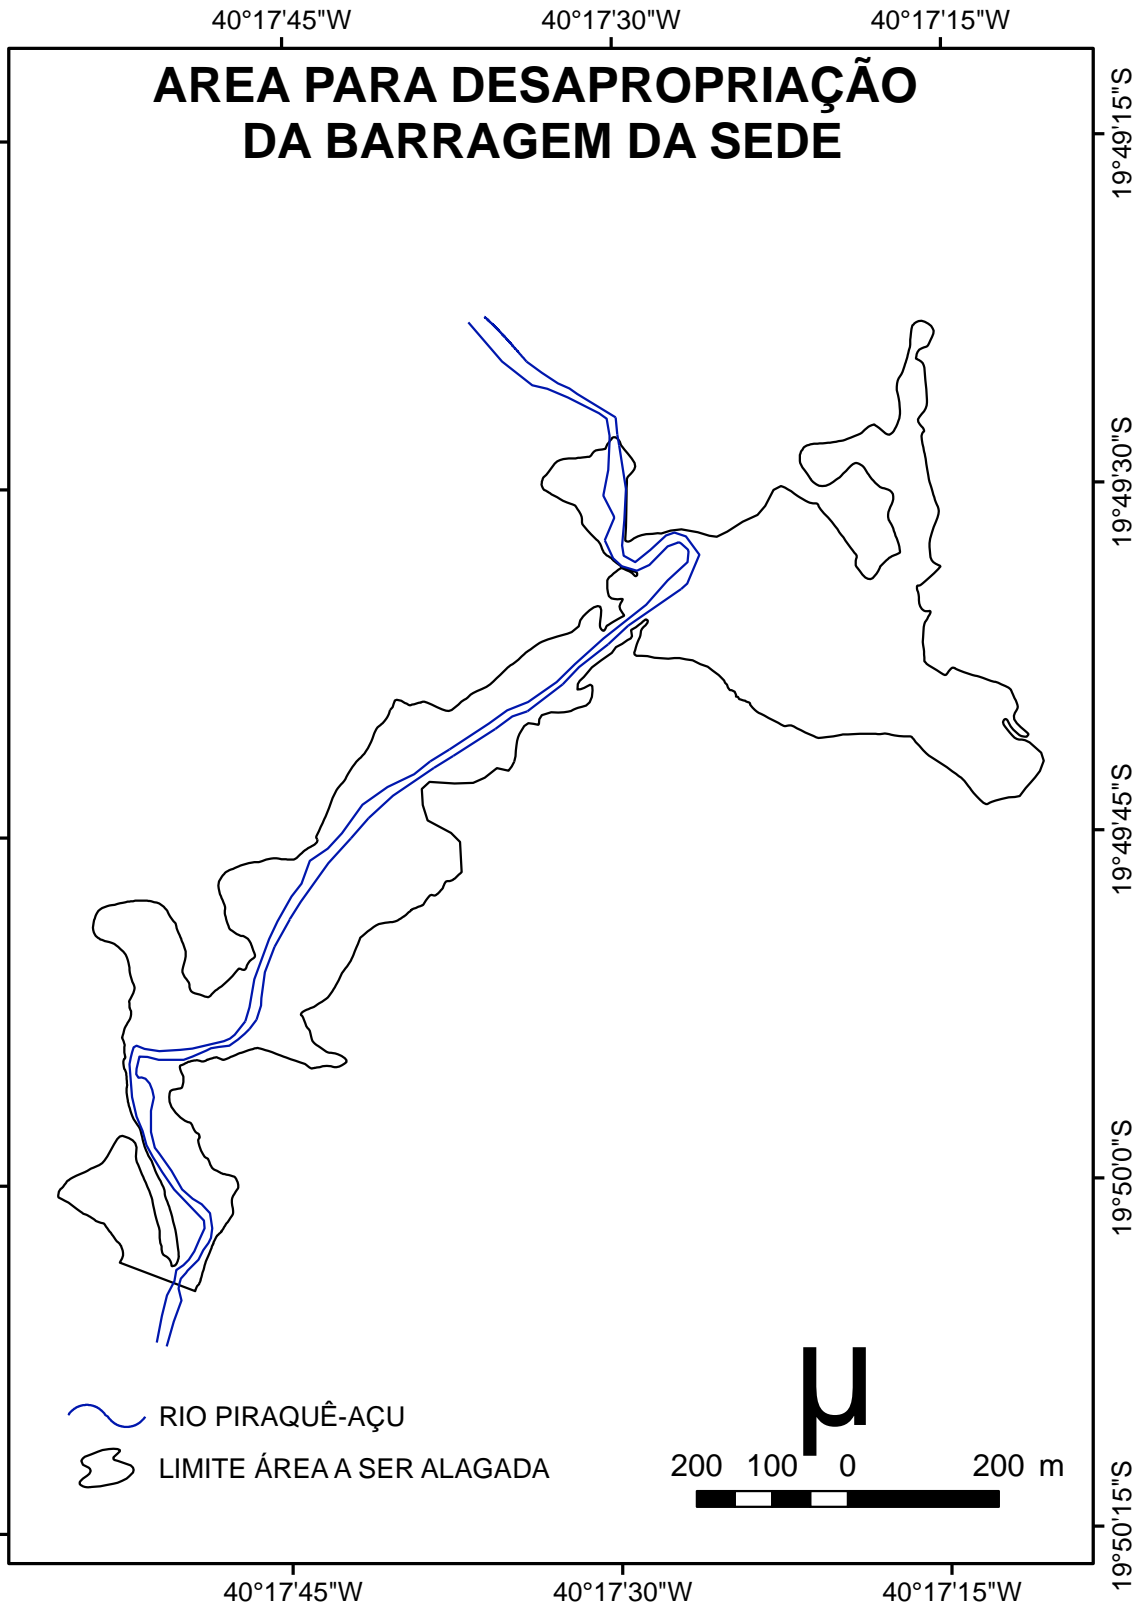 40°17'45"W 40°17'30"W 40°17'15"W
AREA PARA DESAPROPRIAÇÃO
DA BARRAGEM DA SEDE
19°49'15"S
19°49'30"S
19°49'45"S
19°50'0"S
19°50'15"S
µ
RIO PIRAQUÊ-AÇU
LIMITE ÁREA A SER ALAGADA
200 100 0 200 m
40°17'45"W 40°17'30"W 40°17'15"W